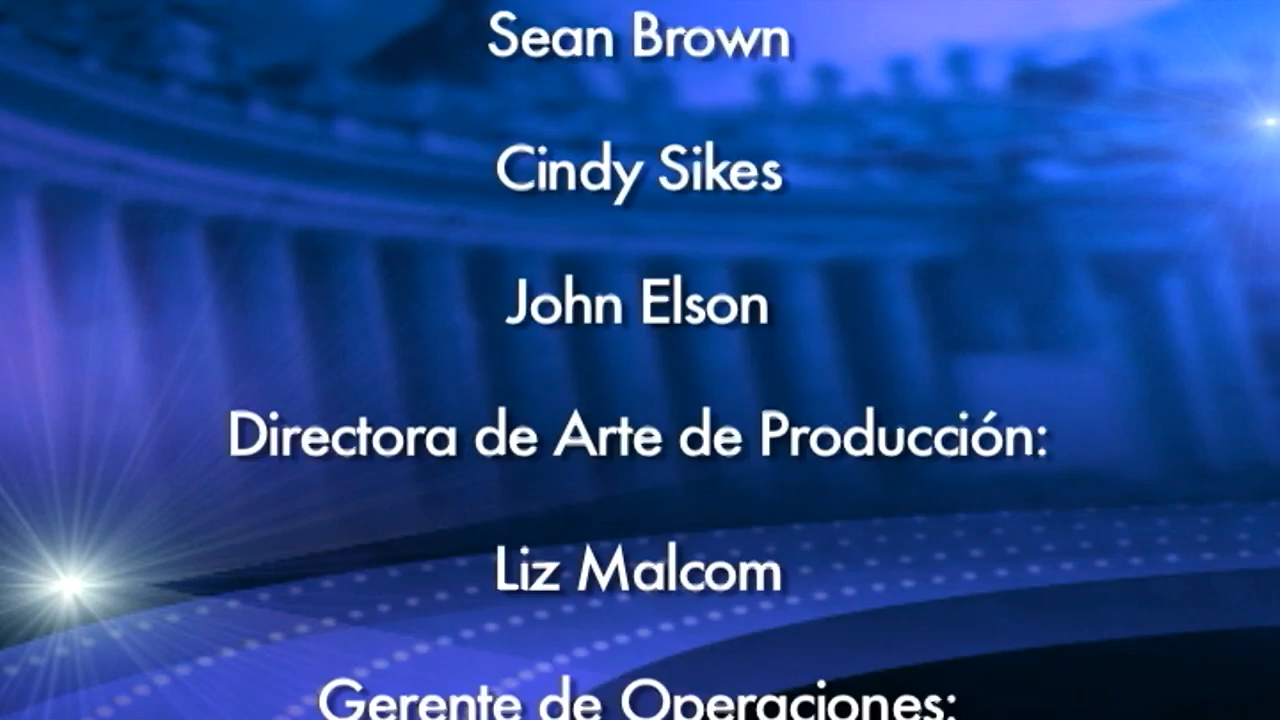 Sean Brown
Cindy Sikes
John Elson
Directora de Arte de Producción:
Liz Malcom
Gerente de Operaciones: